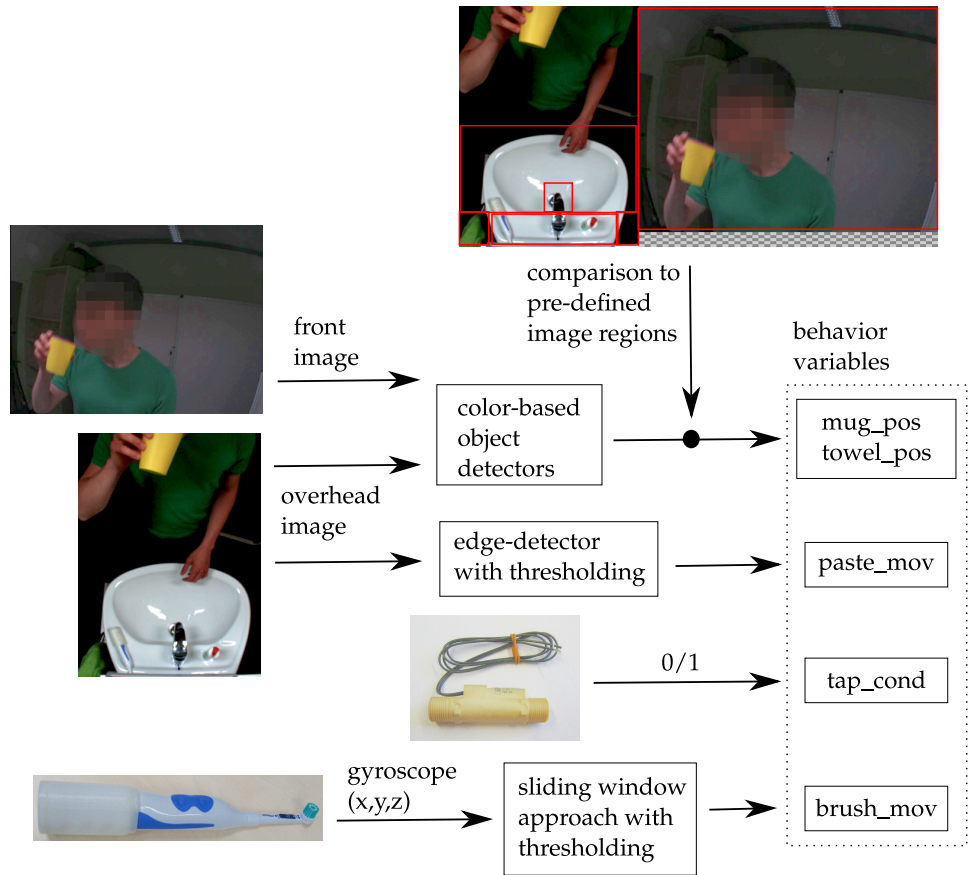 comparison to
pre-defined
image regions
behavior
variables
front
image
color-based
object
detectors
mug_pos
towel_pos
overhead
image
edge-detector
with thresholding
paste_mov
0/1
tap_cond
gyroscope
(x,y,z)
sliding window
approach with
thresholding
brush_mov